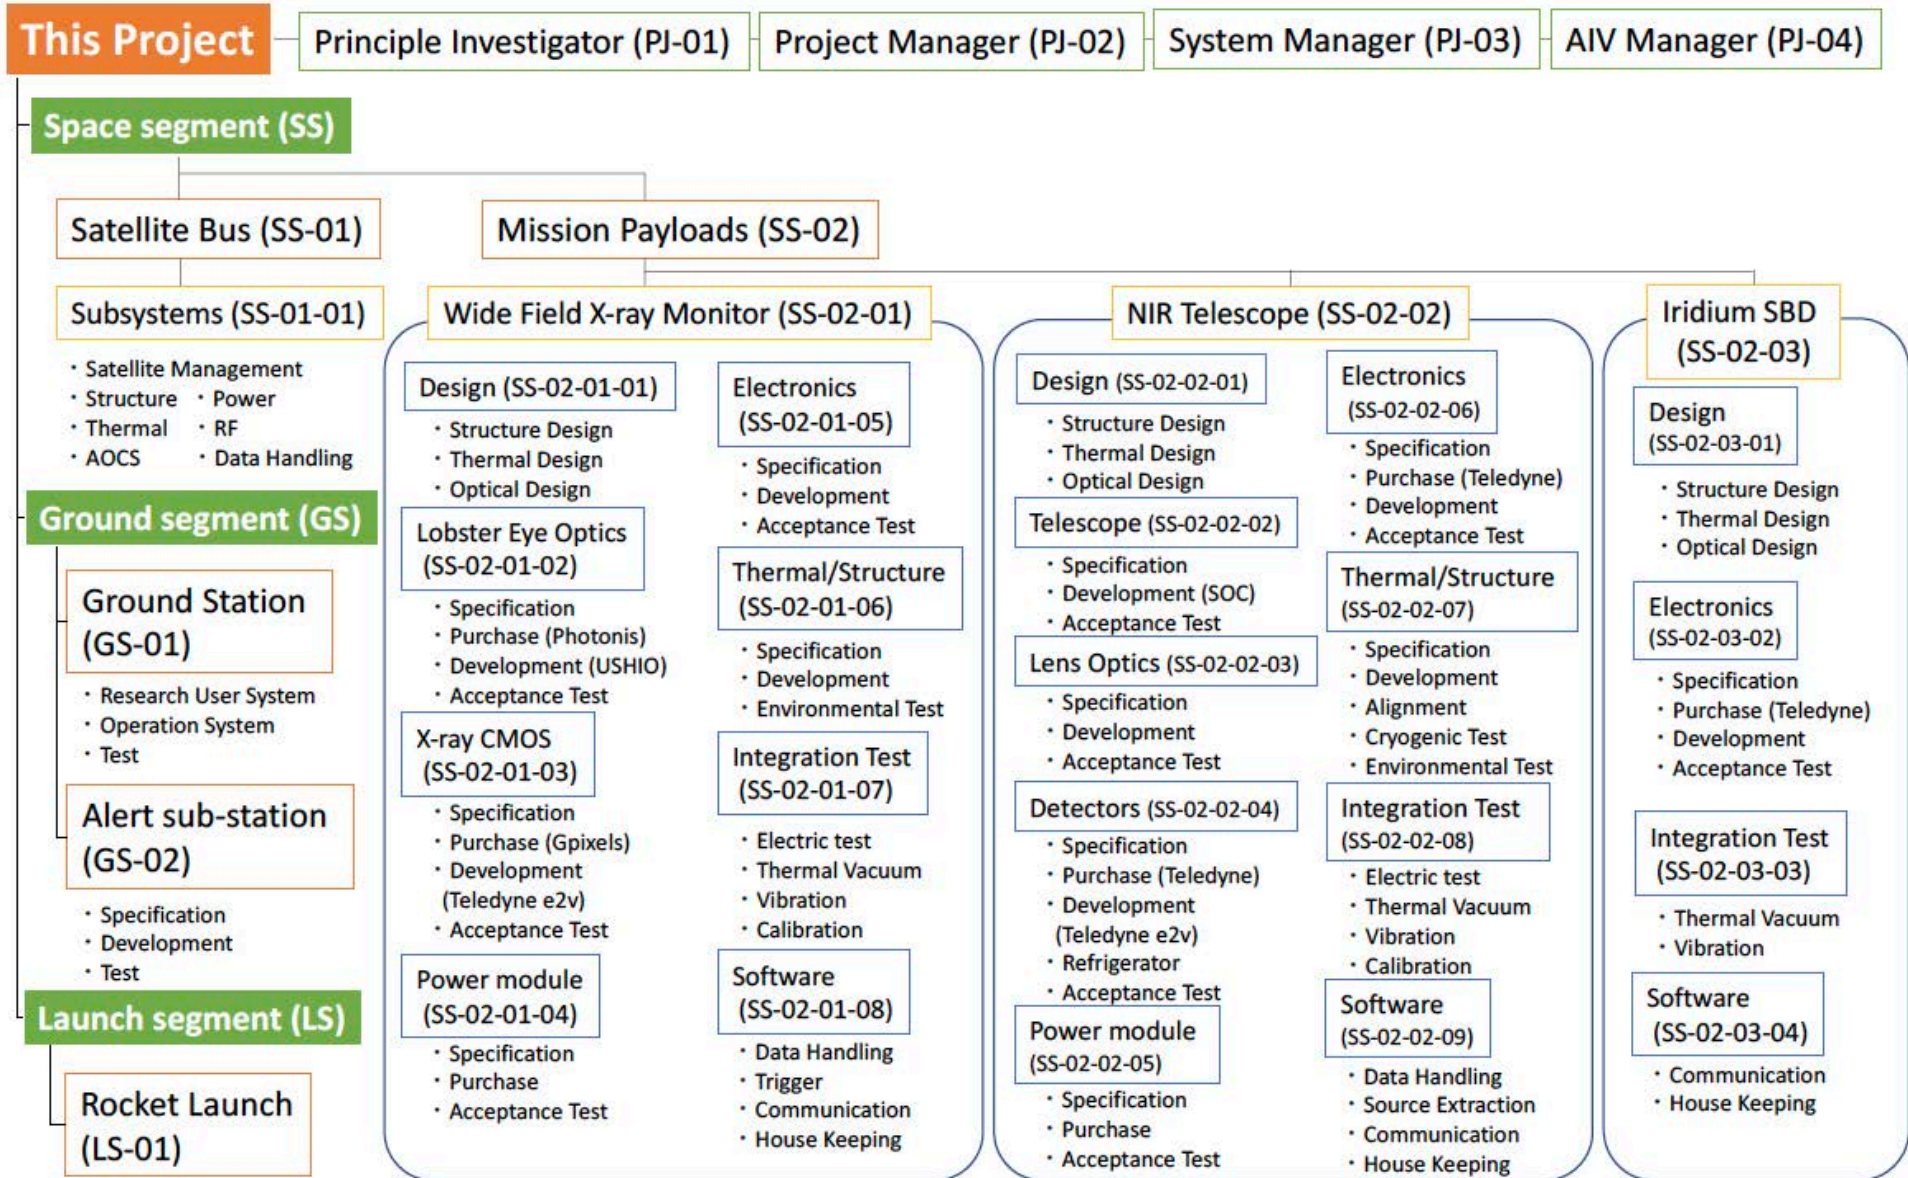 This Project
Principle Investigator (PJ-01)
Project Manager (PJ-02)
System Manager (PJ-03)
AIV Manager (PJ-04)
Space segment (SS)
Satellite Bus (SS-01)
Mission Payloads (SS-02)
Subsystems (SS-01-01)
・Satellite Management
・Structure ・Power
・Thermal ・RF
・AOCS ・Data Handling
Ground segment (GS)
Ground Station
(GS-01)
・Research User System
・Operation System
・Test
Alert sub-station
(GS-02)
・Specification
・Development
・Test
Launch segment (LS)
Rocket Launch
(LS-01)
Wide Field X-ray Monitor (SS-02-01)
Design (SS-02-01-01)
・Structure Design
・Thermal Design
・Optical Design
Lobster Eye Optics
(SS-02-01-02)
・Specification
・Purchase (Photonis)
・Development (USHIO)
・Acceptance Test
X-ray CMOS
(SS-02-01-03)
・Specification
・Purchase (Gpixels)
・Development
(Teledyne e2v)
・Acceptance Test
Power module
(SS-02-01-04)
・Specification
・Purchase
・Acceptance Test
Electronics
(SS-02-01-05)
・Specification
・Development
・Acceptance Test
Thermal/Structure
(SS-02-01-06)
・Specification
・Development
・Environmental Test
Integration Test
(SS-02-01-07)
・Electric test
・Thermal Vacuum
・Vibration
・Calibration
Software
(SS-02-01-08)
・Data Handling
・Trigger
・Communication
・House Keeping
NIR Telescope (SS-02-02)
Design (SS-02-02-01)
・Structure Design
・Thermal Design
・Optical Design
Telescope (SS-02-02-02)
・Specification
・Development (SOC)
・Acceptance Test
Lens Optics (SS-02-02-03)
・Specification
・Development
・Acceptance Test
Detectors (SS-02-02-04)
・Specification
・Purchase (Teledyne)
・Development
(Teledyne e2v)
・Refrigerator
・Acceptance Test
Power module
(SS-02-02-05)
・Specification
・Purchase
・Acceptance Test
Electronics
(SS-02-02-06)
・Specification
・Purchase (Teledyne)
・Development
・Acceptance Test
Thermal/Structure
(SS-02-02-07)
・Specification
・Development
・Alignment
・Cryogenic Test
・Environmental Test
Integration Test
(SS-02-02-08)
・Electric test
・Thermal Vacuum
・Vibration
・Calibration
Software
(SS-02-02-09)
・Data Handling
・Source Extraction
・Communication
・House Keeping
Iridium SBD
(SS-02-03)
Design
(SS-02-03-01)
・Structure Design
・Thermal Design
・Optical Design
Electronics
(SS-02-03-02)
・Specification
・Purchase (Teledyne)
・Development
・Acceptance Test
Integration Test
(SS-02-03-03)
・Thermal Vacuum
・Vibration
Software
(SS-02-03-04)
・Communication
・House Keeping